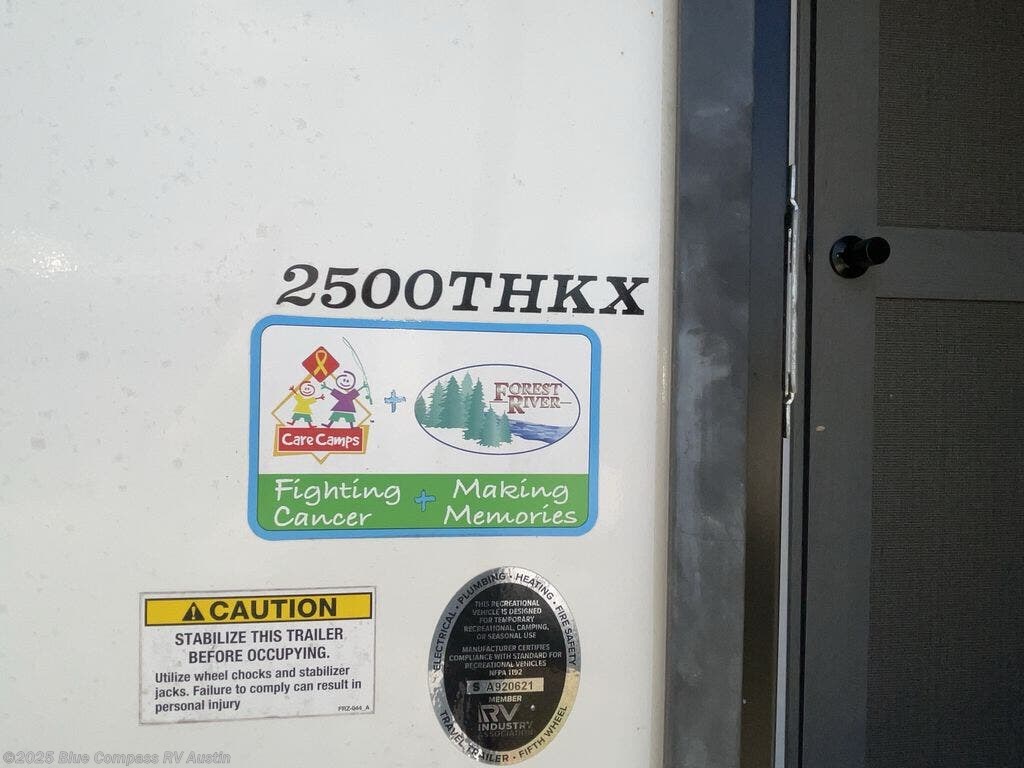 2500THKX
Care Camps
+
FOREST
RIVER
Fighting
Cancer
+
Making
Memories
CAUTION
STABILIZE THIS TRAILER
BEFORE OCCUPYING.
Utilize wheel chocks and stabilizer
jacks. Failure to comply can result in
personal injury
FRZ-044_A
ELECTRICAL · PLUMBING · HEATING · FIRE SAFETY
THIS RECREATIONAL
VEHICLE IS DESIGNED
FOR TEMPORARY
RECREATIONAL, CAMPING,
OR SEASONAL USE
MANUFACTURER CERTIFIES
COMPLIANCE WITH STANDARD FOR
RECREATIONAL VEHICLES
NFPA 1192
S A920621
MEMBER
RV
INDUSTRY
ASSOCIATION
TRAVEL TRAILER · FIFTH WHEEL
©2025 Blue Compass RV Austin